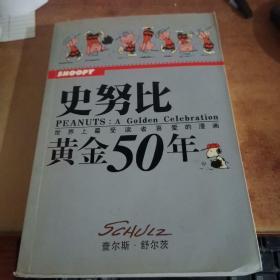 SNOOPY
史努比
PEANUTS: A Golden Celebration
世界上最受读者喜爱的漫画
黄金50年
SCHULZ
查尔斯·舒尔茨